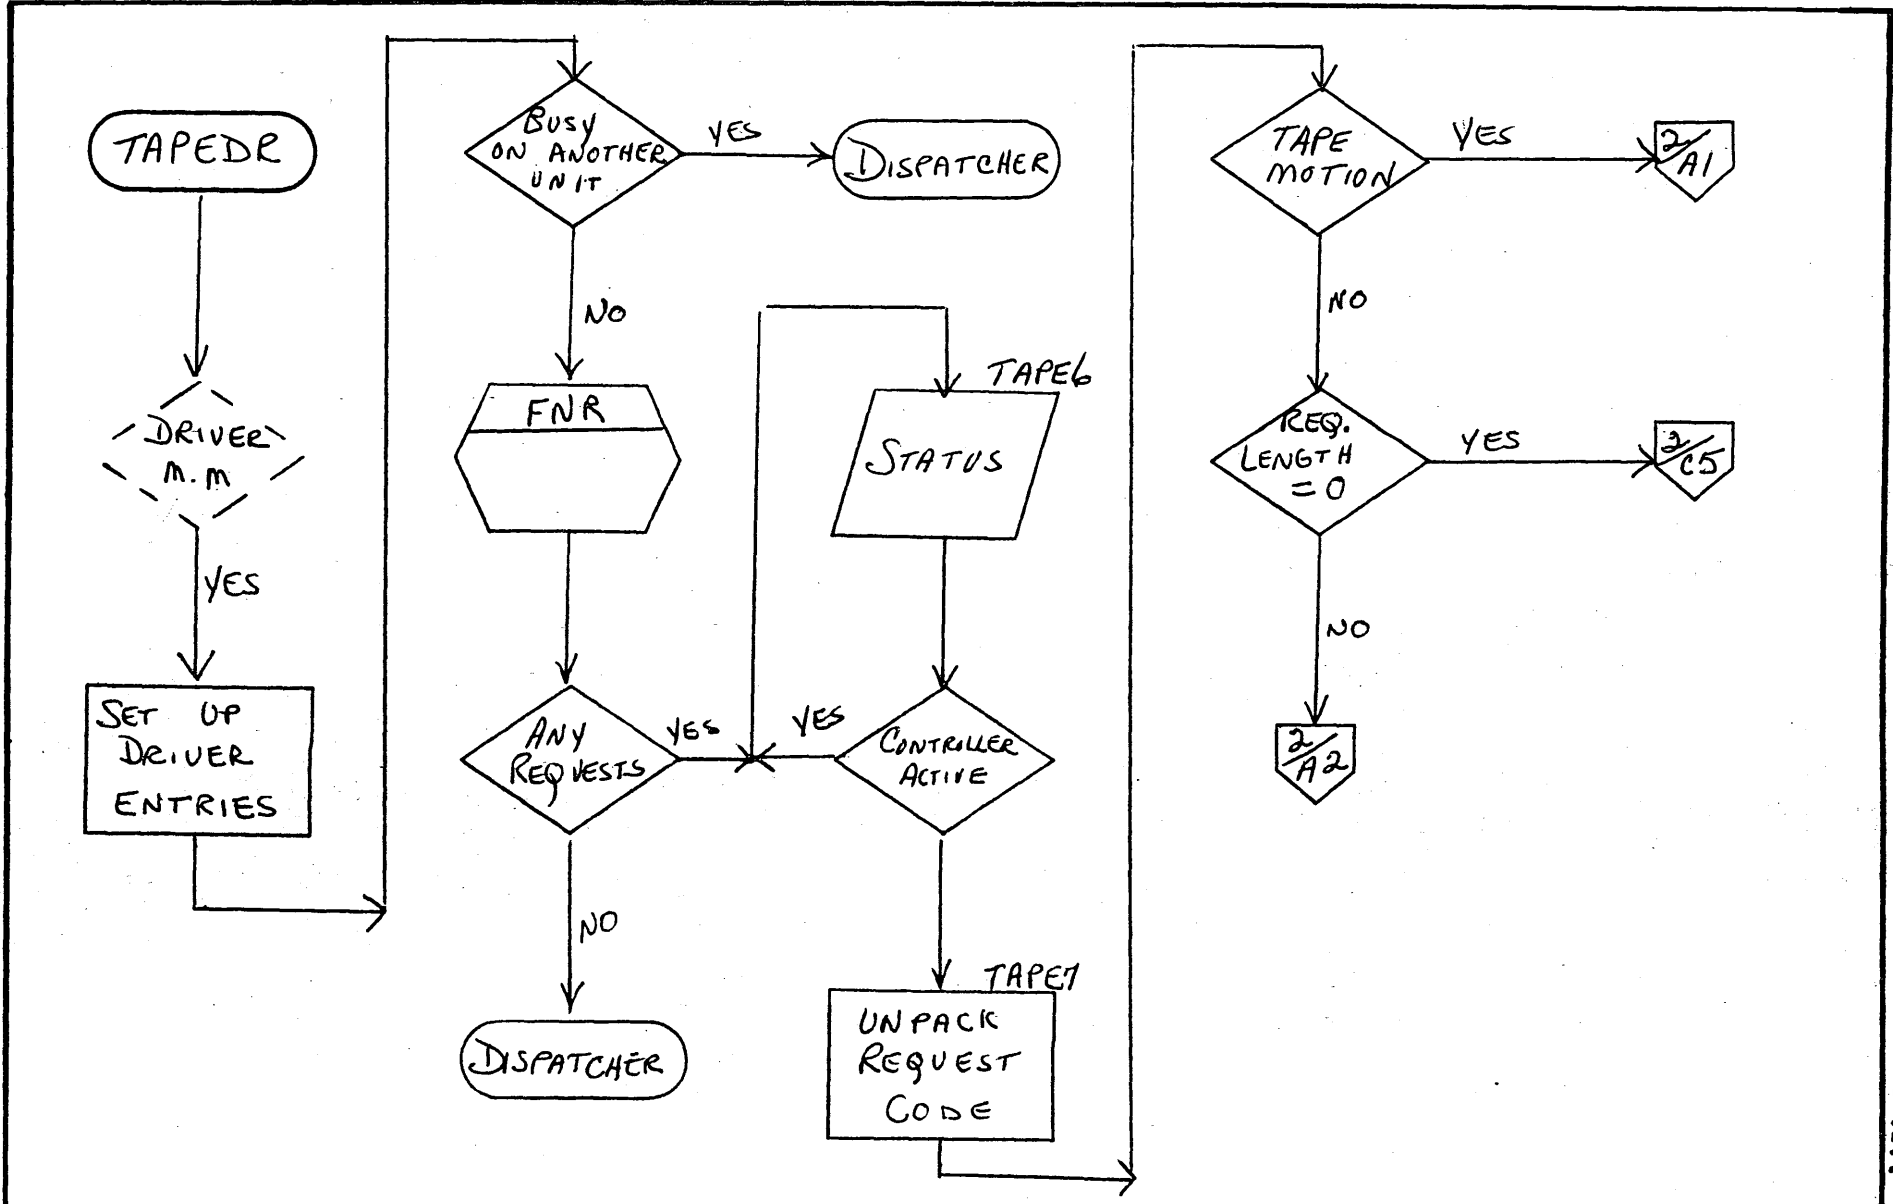 TAPEDR
DRIVER
M.M
YES
SET UP
DRIVER
ENTRIES
BUSY
ON ANOTHER
UNIT
YES
DISPATCHER
NO
FNR
ANY
REQUESTS
YES
NO
DISPATCHER
TAPE6
STATUS
YES
CONTROLLER
ACTIVE
TAPE7
UNPACK
REQUEST
CODE
TAPE
MOTION
YES
2/A1
NO
REQ.
LENGTH
=0
YES
2/C5
NO
2/A2